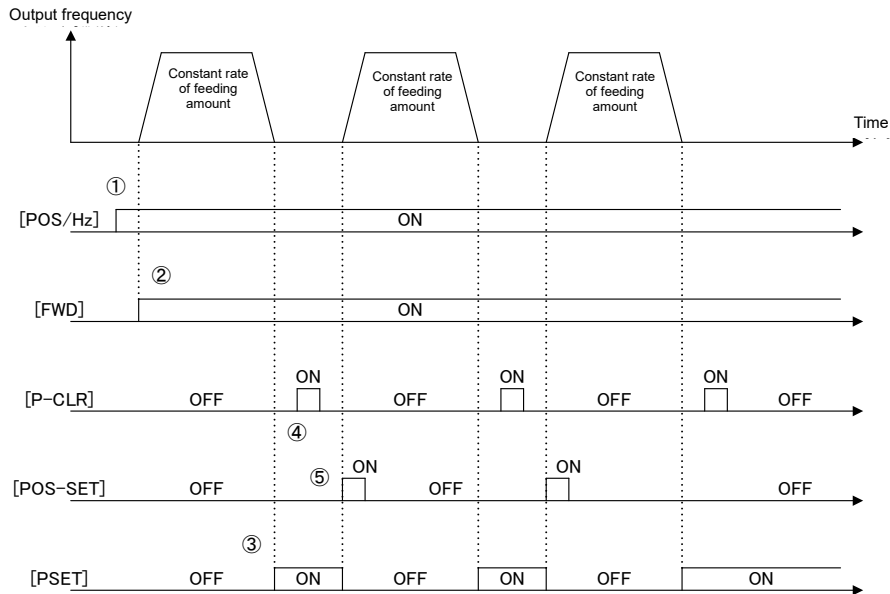 Output frequency
Constant rate
of feeding
amount
Constant rate
of feeding
amount
Constant rate
of feeding
amount
Time
①
[POS/Hz]
ON
②
[FWD]
ON
ON
ON
ON
[P-CLR]
OFF
OFF
OFF
OFF
④
⑤
ON
ON
[POS-SET]
OFF
OFF
OFF
③
[PSET]
OFF
ON
OFF
ON
OFF
ON